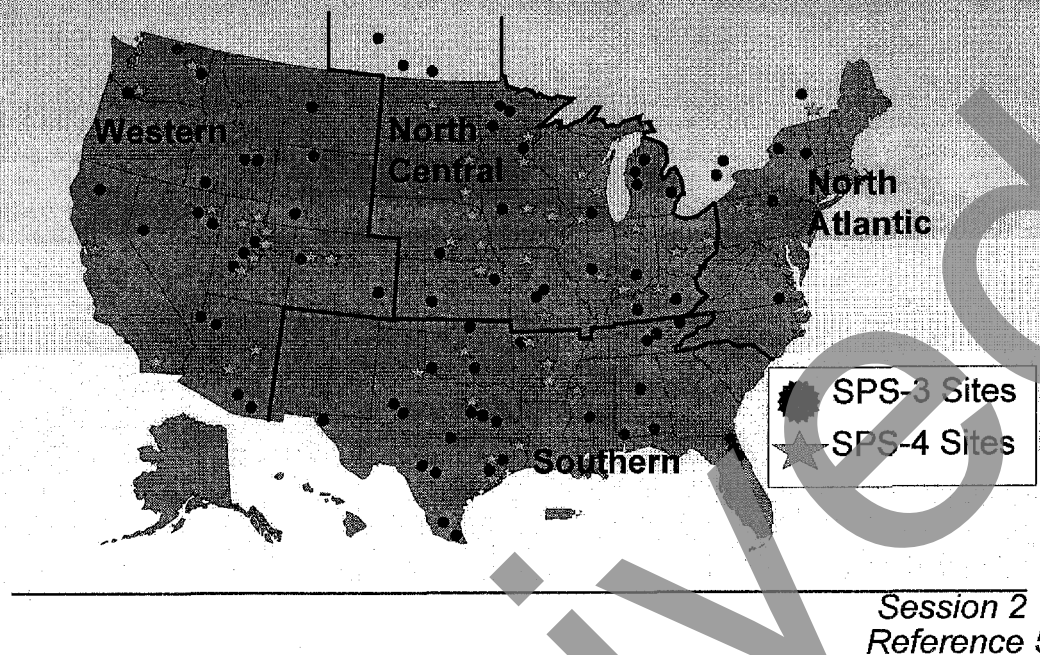 Western
North
Central
North
Atlantic
Southern
SPS-3 Sites
SPS-4 Sites
Session 2
Reference